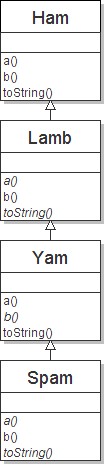 Ham
a()
b()
toString()
Lamb
a()
b()
toString()
Yam
a()
b()
toString()
Spam
a()
b()
toString()